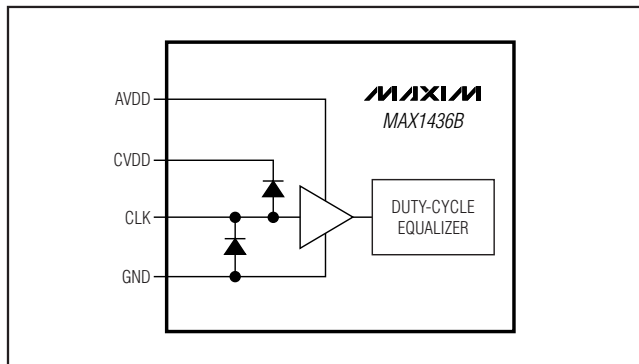 AVDD
MAXIM
MAX1436B
CVDD
CLK
DUTY-CYCLE
EQUALIZER
GND